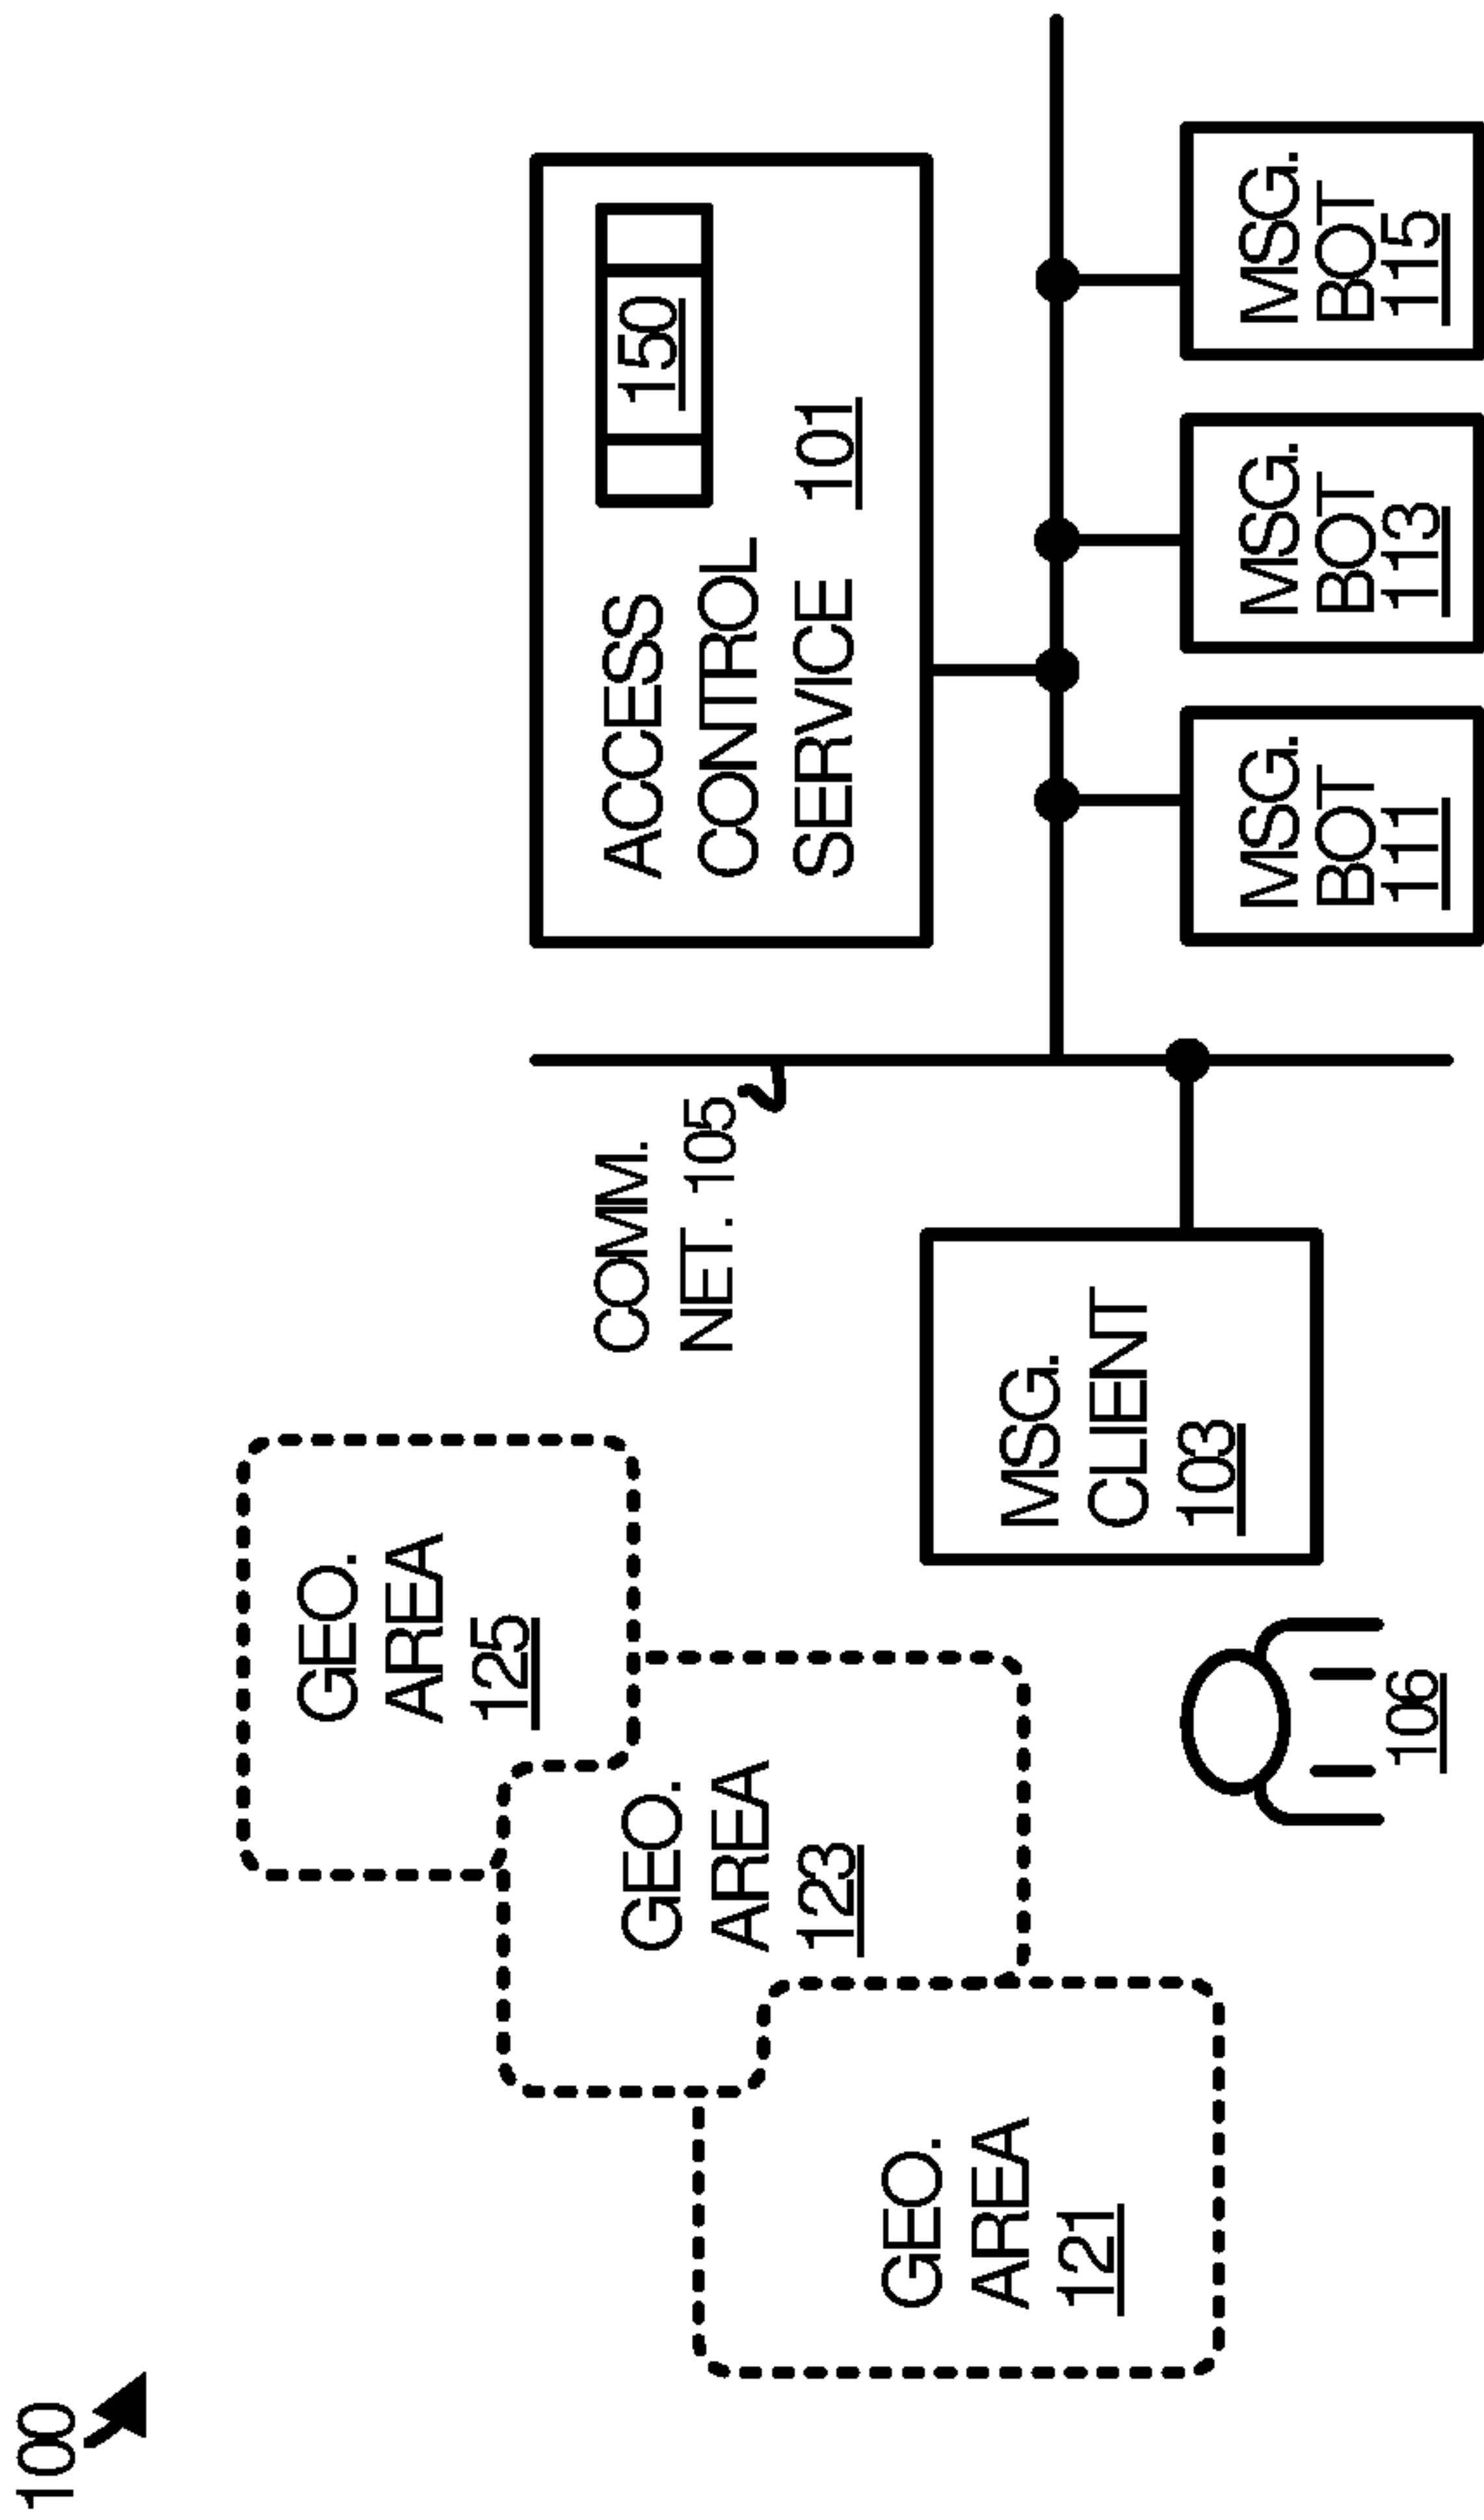 100
GEO.
AREA
125
GEO.
AREA
123
GEO.
AREA
121
COMM.
NET. 105
ACCESS
CONTROL
SERVICE 101
150
MSG.
CLIENT
103
106
MSG.
BOT
111
MSG.
BOT
113
MSG.
BOT
115